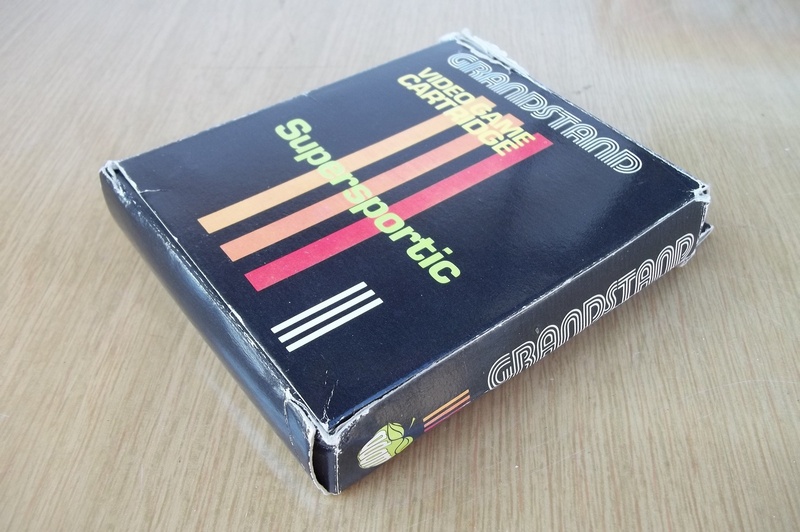 GRANDSTAND
VIDEO GAME
CARTRIDGE
Supersportic
GRANDSTAND